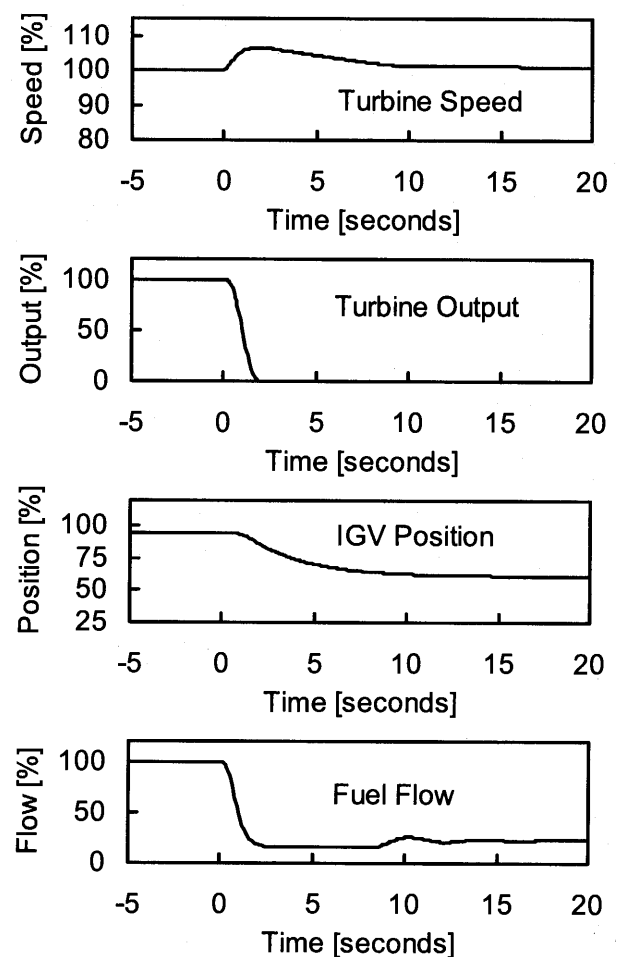 Speed [%]
110
100
90
80
Turbine Speed
-5 0 5 10 15 20
Time [seconds]
Output [%]
100
50
0
Turbine Output
-5 0 5 10 15 20
Time [seconds]
Position [%]
100
75
50
25
IGV Position
-5 0 5 10 15 20
Time [seconds]
Flow [%]
100
50
0
Fuel Flow
-5 0 5 10 15 20
Time [seconds]